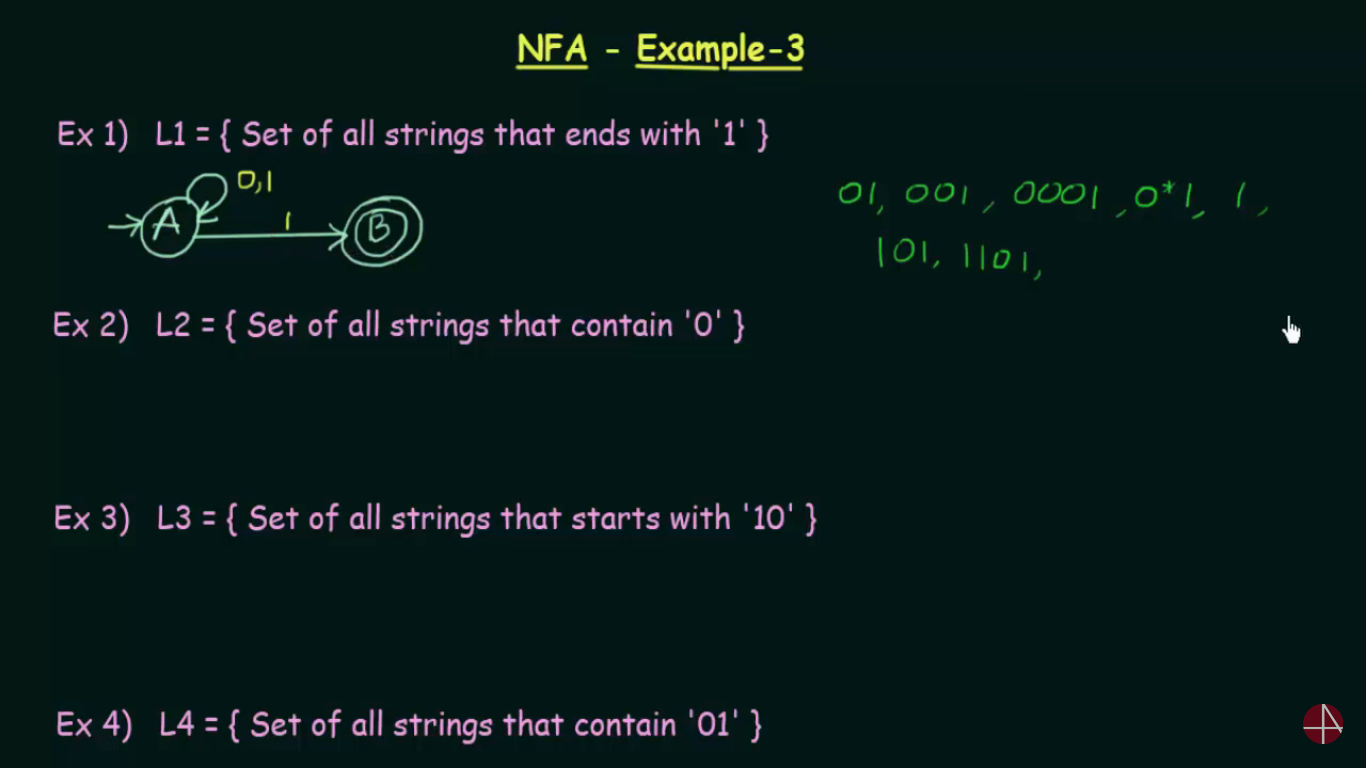 NFA - Example-3
Ex 1) L1 = { Set of all strings that ends with '1' }
0,1
A
1
B
01, 001, 0001, 0*1, 1,
101, 1101,
Ex 2) L2 = { Set of all strings that contain '0' }
Ex 3) L3 = { Set of all strings that starts with '10' }
Ex 4) L4 = { Set of all strings that contain '01' }